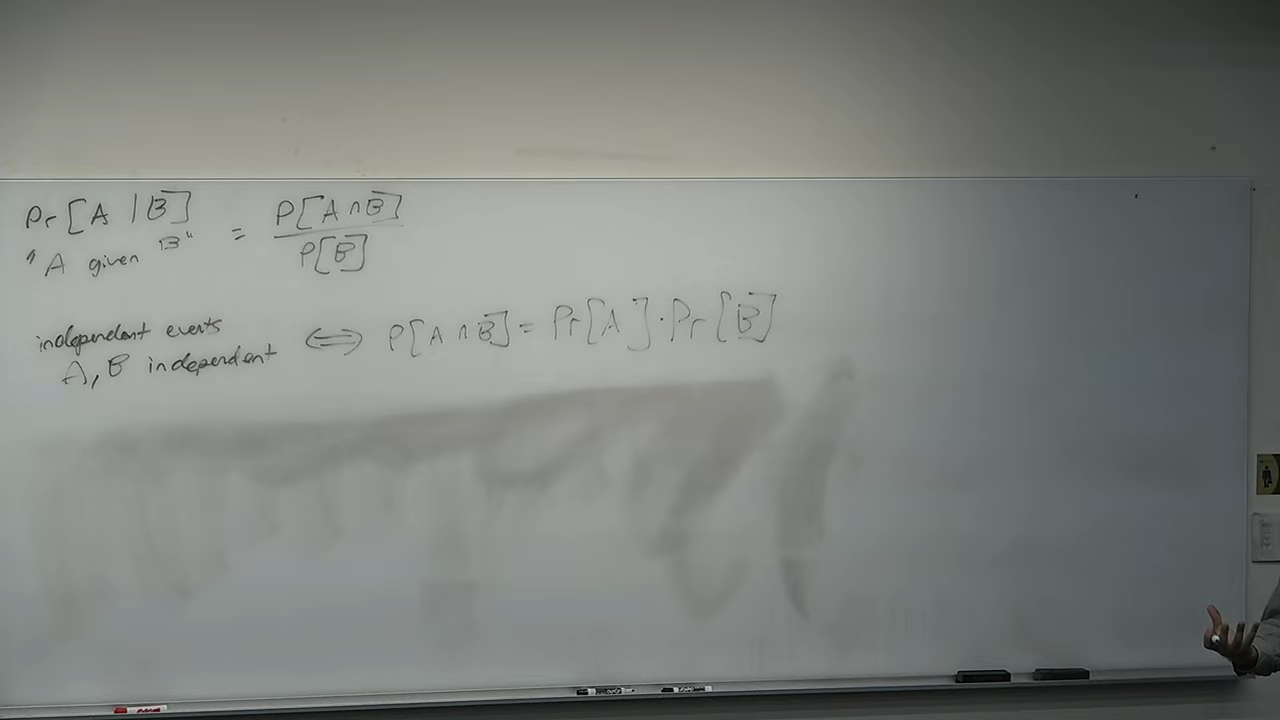 Pr[A | B] = P[A ∩ B] / P[B]
"A given B"
independent events
A, B independent ⟺ P[A ∩ B] = Pr[A] · Pr[B]